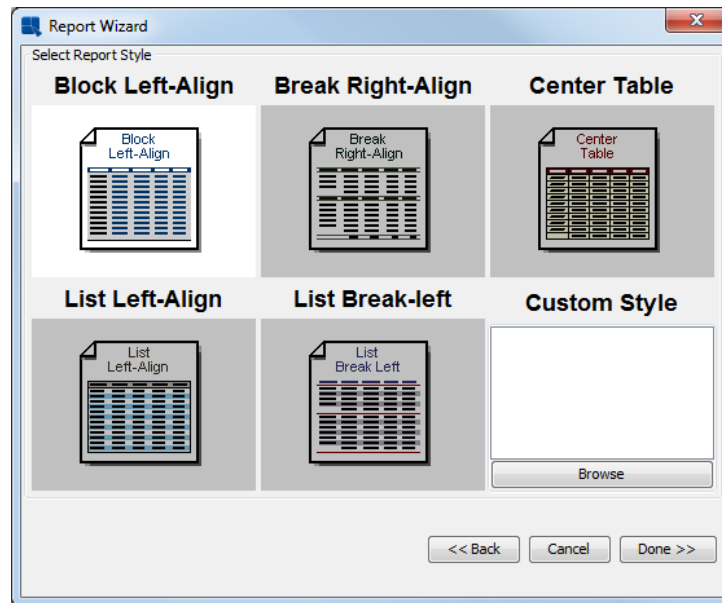 Report Wizard
Select Report Style
Block Left-Align
Break Right-Align
Center Table
Block
Left-Align
Break
Right-Align
Center
Table
List Left-Align
List Break-left
Custom Style
List
Left-Align
List
Break Left
Browse
<< Back
Cancel
Done >>